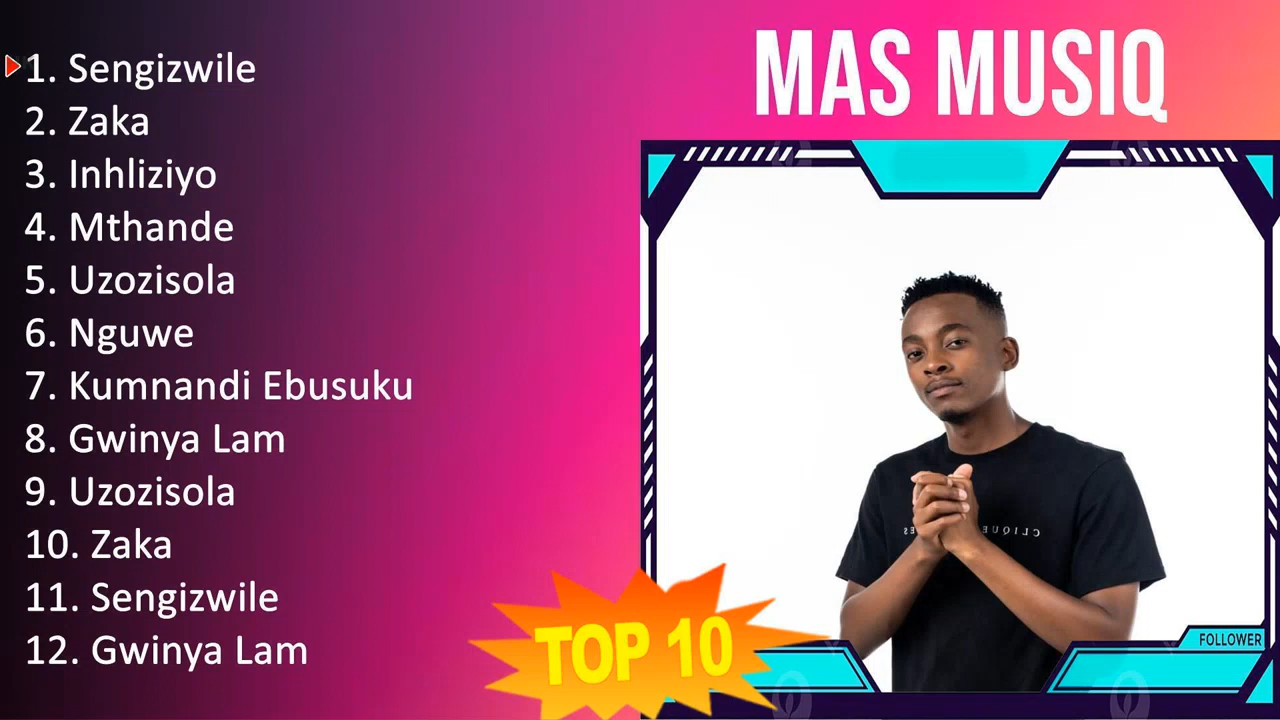 MAS MUSIQ
1. Sengizwile
2. Zaka
3. Inhliziyo
4. Mthande
5. Uzozisola
6. Nguwe
7. Kumnandi Ebusuku
8. Gwinya Lam
9. Uzozisola
10. Zaka
11. Sengizwile
12. Gwinya Lam
TOP 10
CLIQUE
FOLLOWER